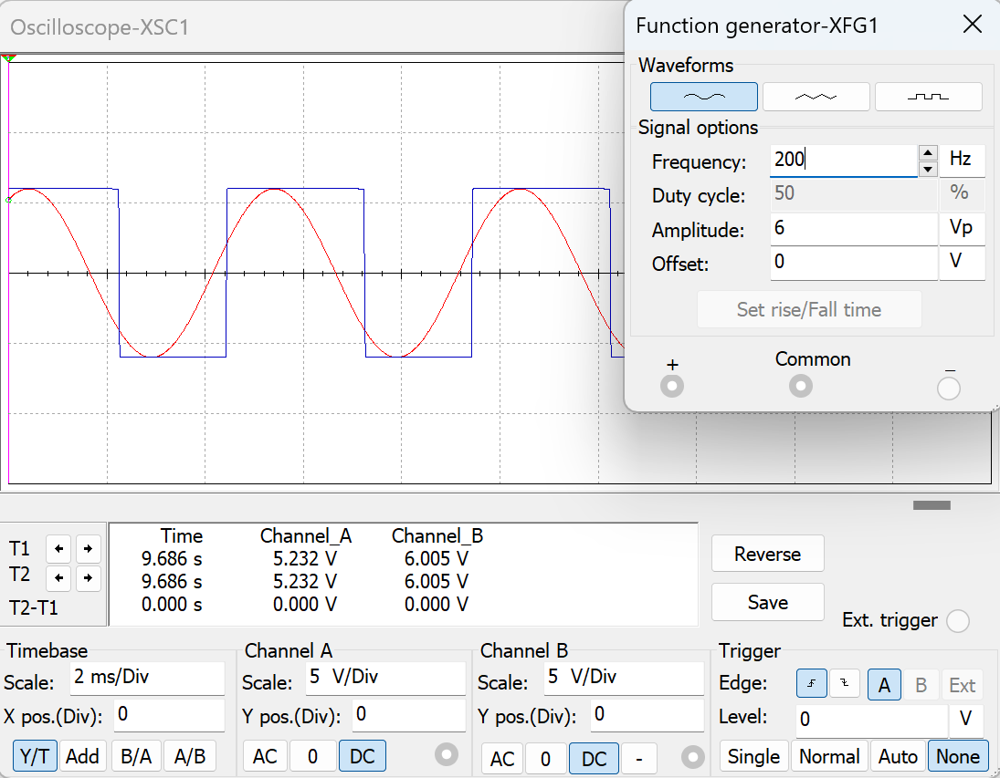 Oscilloscope-XSC1
Function generator-XFG1
Waveforms
Signal options
Frequency: 200 Hz
Duty cycle: 50 %
Amplitude: 6 Vp
Offset: 0 V
Set rise/Fall time
+ Common −
Time Channel_A Channel_B
T1 9.686 s 5.232 V 6.005 V
T2 9.686 s 5.232 V 6.005 V
T2-T1 0.000 s 0.000 V 0.000 V
Reverse
Save
Ext. trigger
Timebase
Scale: 2 ms/Div
X pos.(Div): 0
Y/T Add B/A A/B
Channel A
Scale: 5 V/Div
Y pos.(Div): 0
AC 0 DC
Channel B
Scale: 5 V/Div
Y pos.(Div): 0
AC 0 DC -
Trigger
Edge: A B Ext
Level: 0 V
Single Normal Auto None